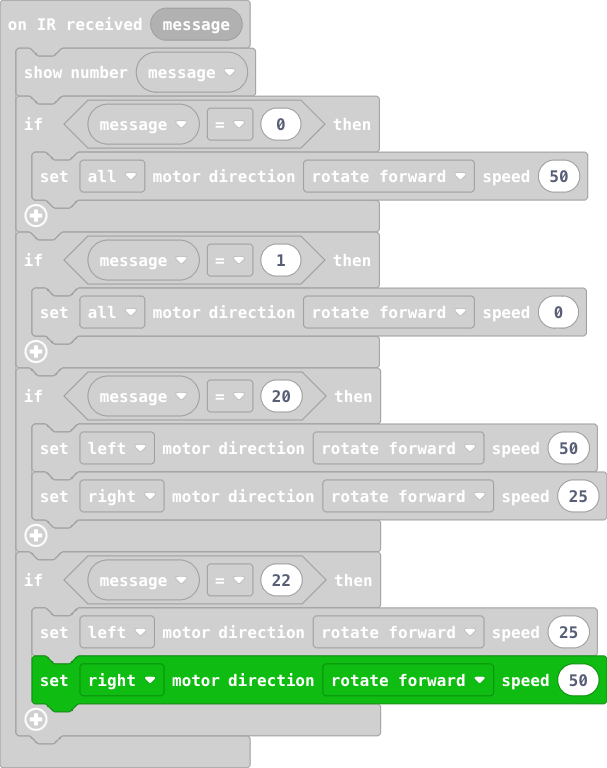 on IR received message
show number message
if message = 0 then
set all motor direction rotate forward speed 50
if message = 1 then
set all motor direction rotate forward speed 0
if message = 20 then
set left motor direction rotate forward speed 50
set right motor direction rotate forward speed 25
if message = 22 then
set left motor direction rotate forward speed 25
set right motor direction rotate forward speed 50